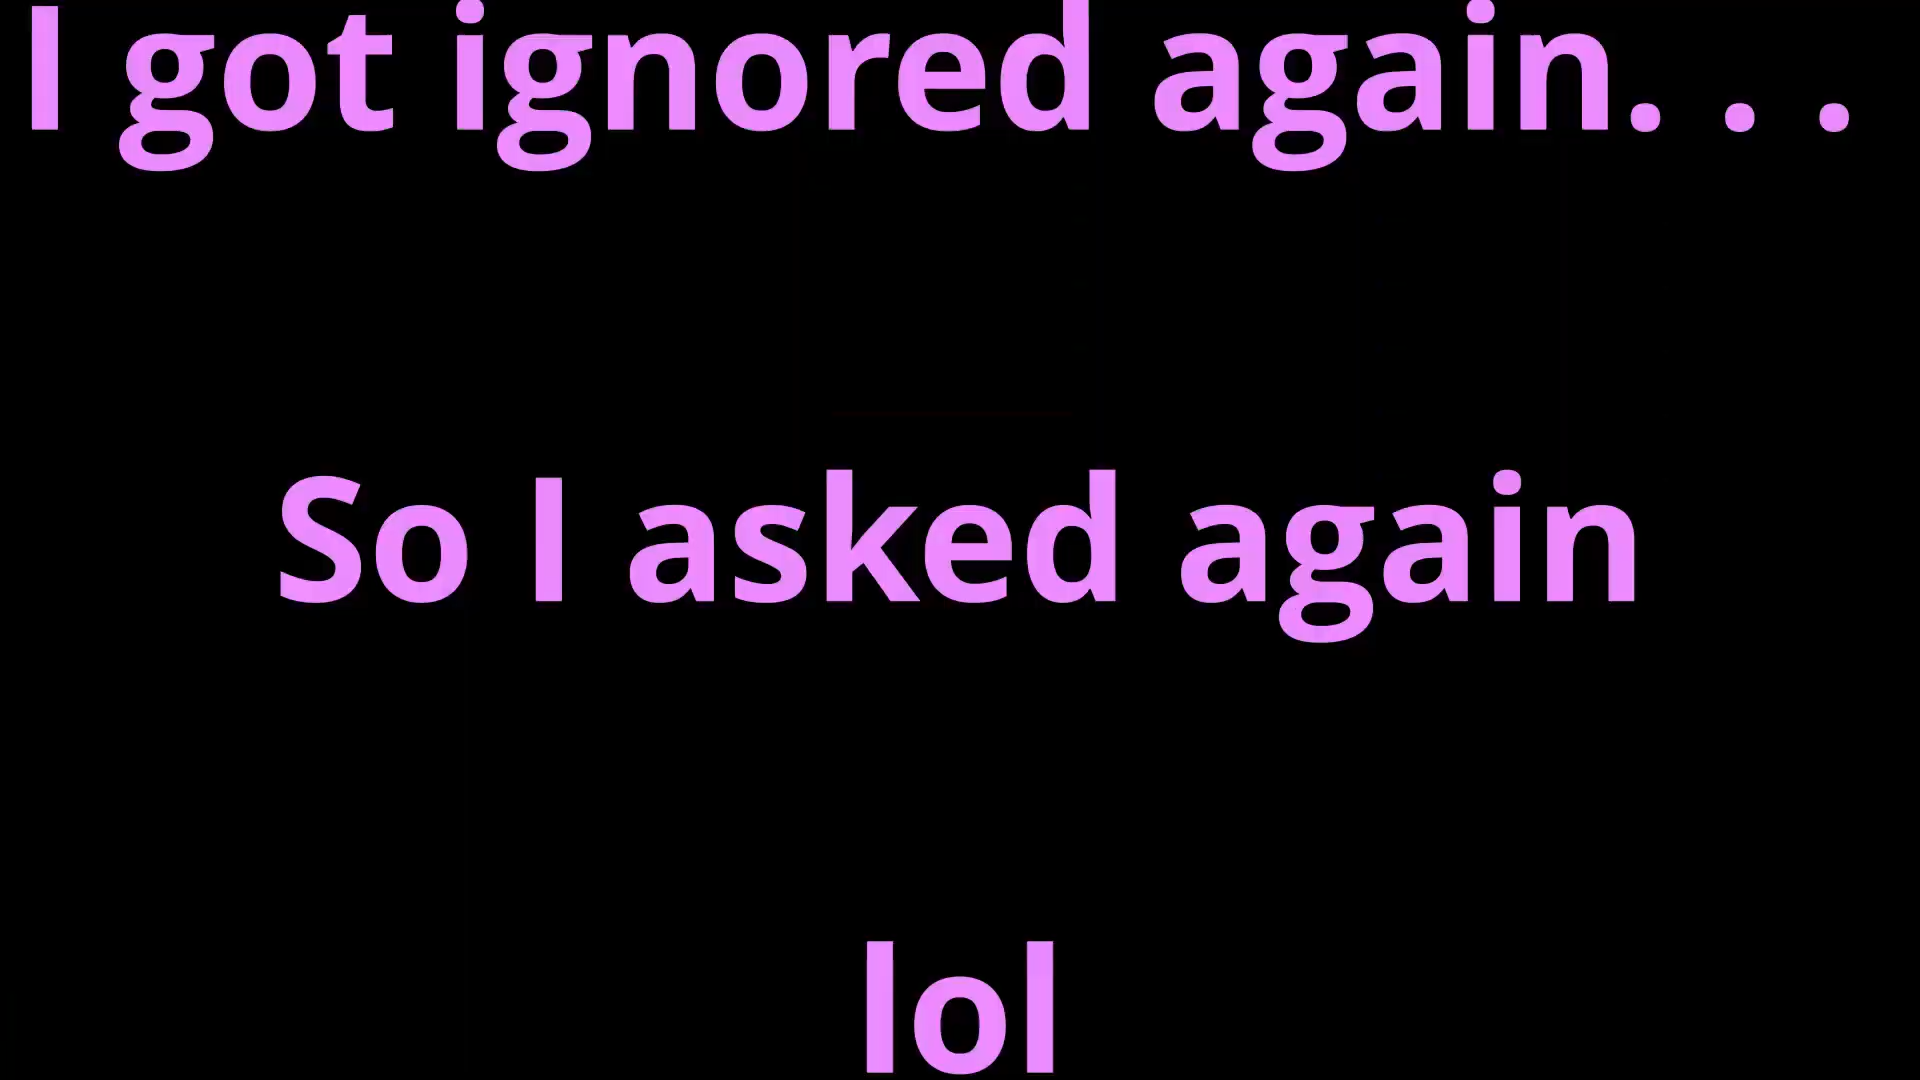 I got ignored again. . .
So I asked again
lol